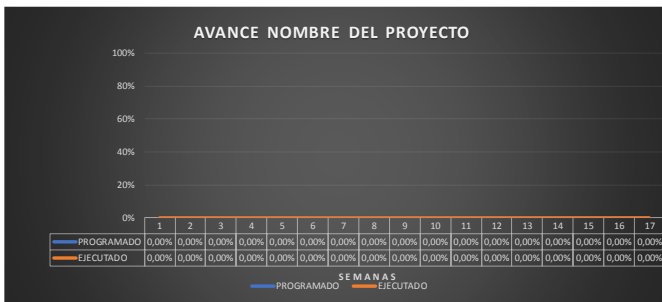 AVANCE NOMBRE DEL PROYECTO
100%
80%
60%
40%
20%
0%
1 2 3 4 5 6 7 8 9 10 11 12 13 14 15 16 17
PROGRAMADO 0,00% 0,00% 0,00% 0,00% 0,00% 0,00% 0,00% 0,00% 0,00% 0,00% 0,00% 0,00% 0,00% 0,00% 0,00% 0,00% 0,00%
EJECUTADO 0,00% 0,00% 0,00% 0,00% 0,00% 0,00% 0,00% 0,00% 0,00% 0,00% 0,00% 0,00% 0,00% 0,00% 0,00% 0,00% 0,00%
SEMANAS
PROGRAMADO EJECUTADO